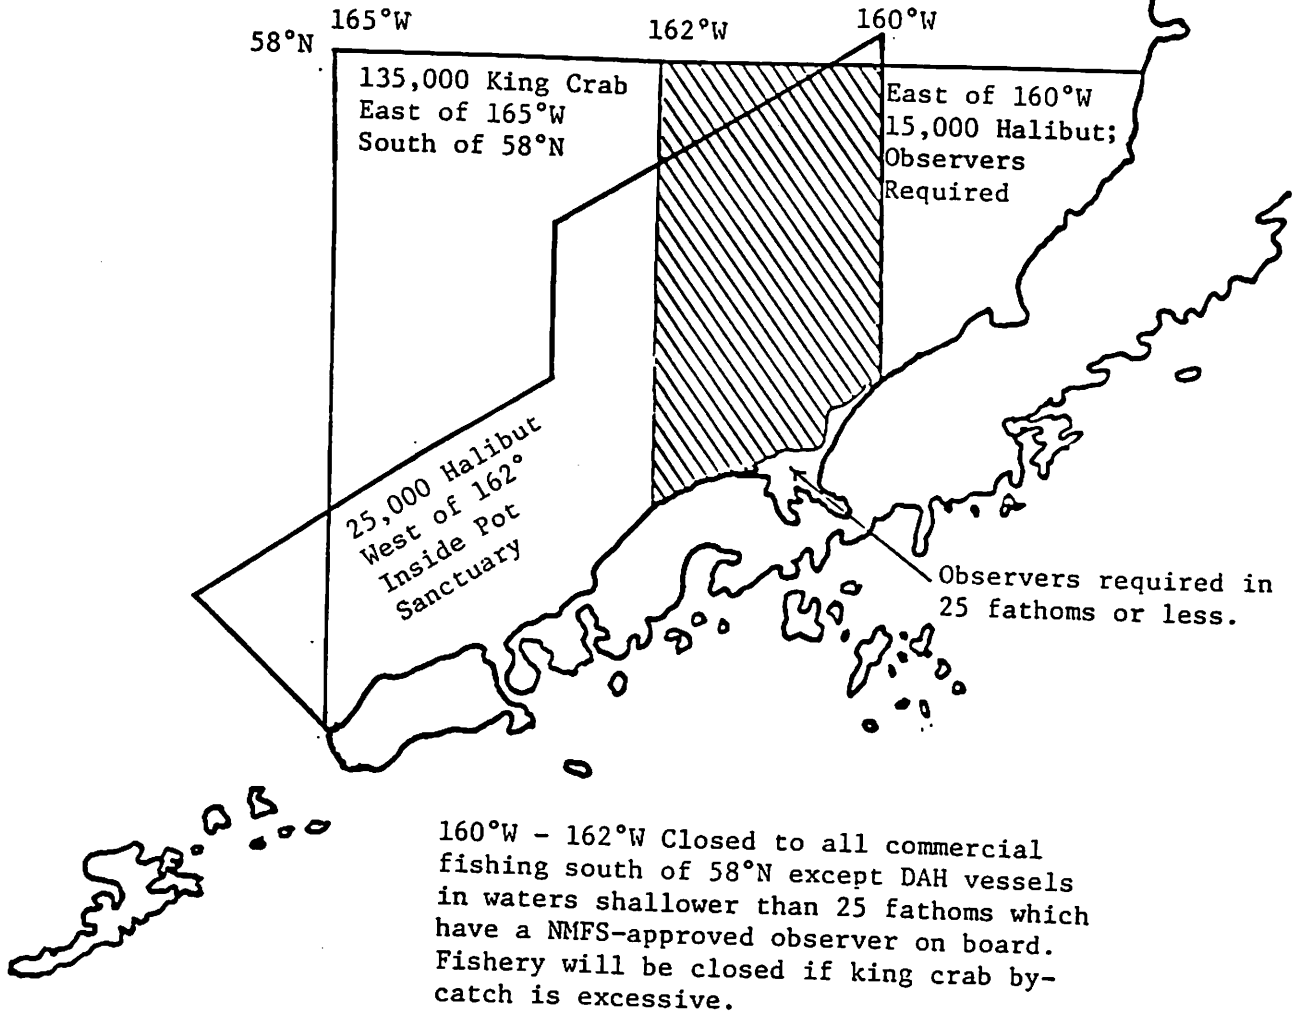 165°W
162°W
160°W
58°N
135,000 King Crab
East of 165°W
South of 58°N
East of 160°W
15,000 Halibut;
Observers
Required
25,000 Halibut
West of 162°
Inside Pot
Sanctuary
Observers required in
25 fathoms or less.
160°W - 162°W Closed to all commercial
fishing south of 58°N except DAH vessels
in waters shallower than 25 fathoms which
have a NMFS-approved observer on board.
Fishery will be closed if king crab by-
catch is excessive.